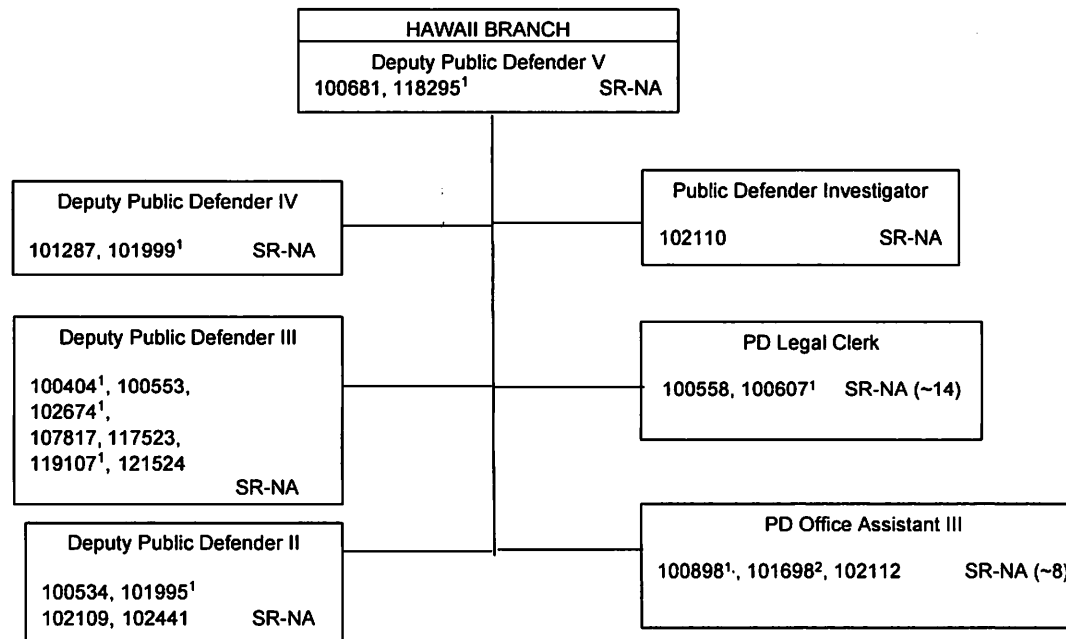 HAWAII BRANCH
Deputy Public Defender V
100681, 118295¹ SR-NA
Deputy Public Defender IV
101287, 101999¹ SR-NA
Public Defender Investigator
102110 SR-NA
Deputy Public Defender III
100404¹, 100553,
102674¹,
107817, 117523,
119107¹, 121524
SR-NA
PD Legal Clerk
100558, 100607¹ SR-NA (~14)
Deputy Public Defender II
100534, 101995¹
102109, 102441 SR-NA
PD Office Assistant III
100898¹·, 101698², 102112 SR-NA (~8)